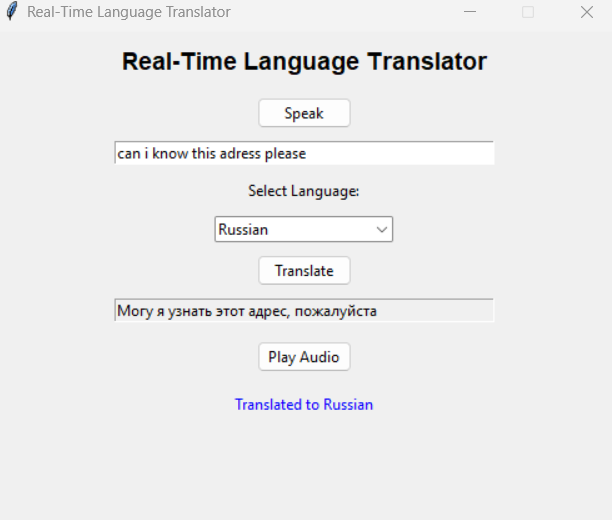 Real-Time Language Translator
Real-Time Language Translator
Speak
can i know this adress please
Select Language:
Russian
Translate
Могу я узнать этот адрес, пожалуйста
Play Audio
Translated to Russian